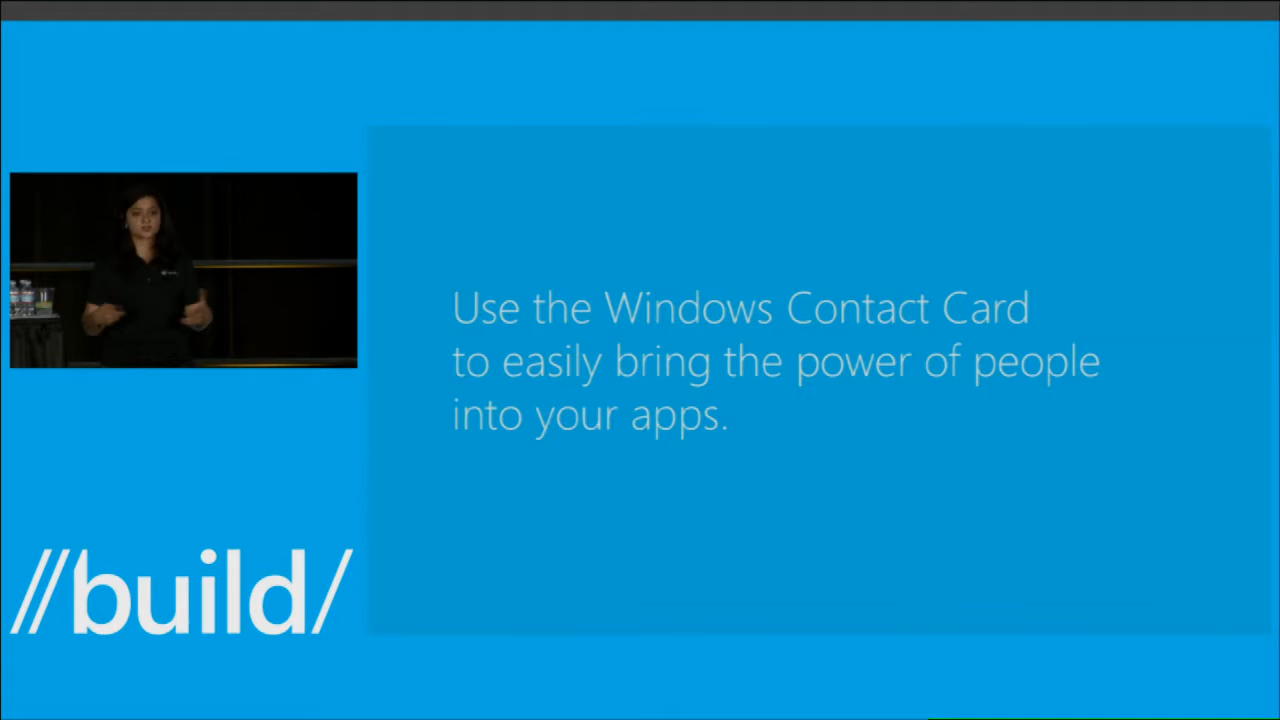 Use the Windows Contact Card
to easily bring the power of people
into your apps.
//build/